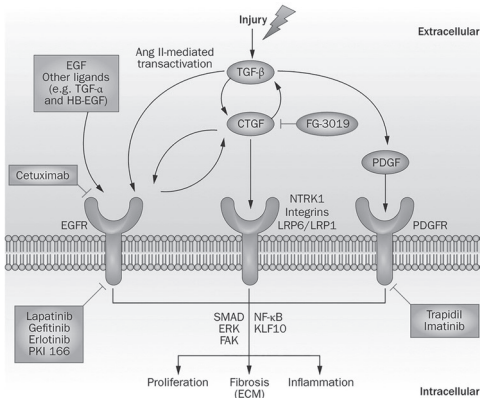 Injury
Extracellular
Ang II-mediated
transactivation
TGF-β
EGF
Other ligands
(e.g. TGF-α
and HB-EGF)
CTGF
FG-3019
PDGF
Cetuximab
EGFR
NTRK1
Integrins
LRP6/LRP1
PDGFR
Lapatinib
Gefitinib
Erlotinib
PKI 166
SMAD
ERK
FAK
NF-κB
KLF10
Trapidil
Imatinib
Proliferation
Fibrosis
(ECM)
Inflammation
Intracellular